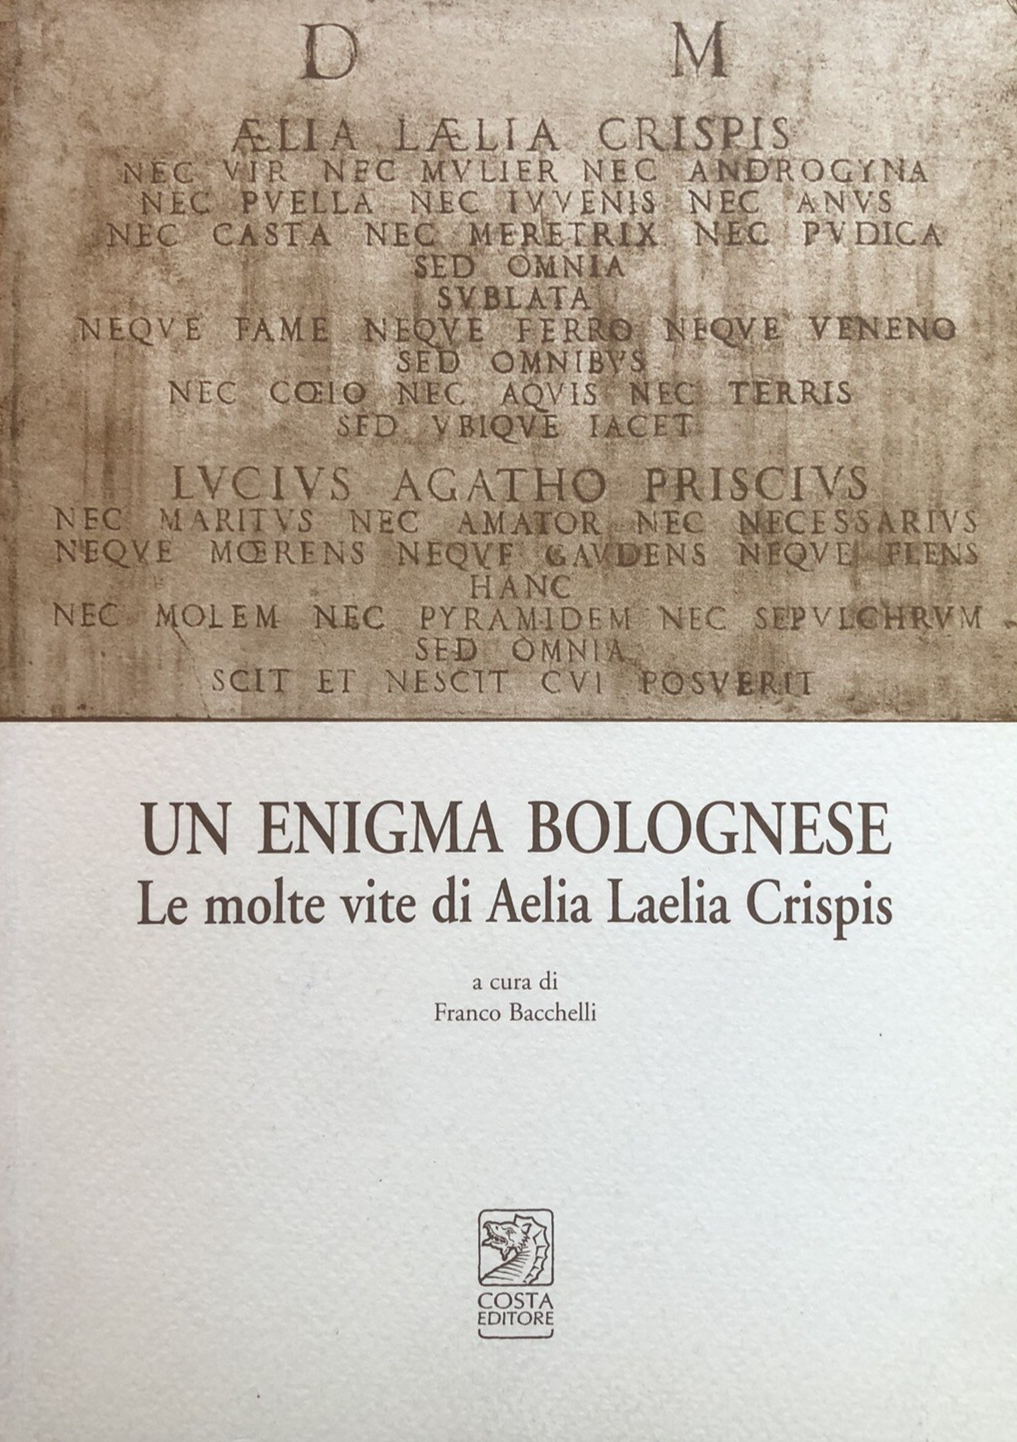 D M
ÆLIA LÆLIA CRISPIS
NEC VIR NEC MVLIER NEC ANDROGYNA
NEC PVELLA NEC IVVENIS NEC ANVS
NEC CASTA NEC MERETRIX NEC PVDICA
SED OMNIA
SVBLATA
NEQVE FAME NEQVE FERRO NEQVE VENENO
SED OMNIBVS
NEC CŒIO NEC AQVIS NEC TERRIS
SED VBIQVE IACET
LVCIVS AGATHO PRISCIVS
NEC MARITVS NEC AMATOR NEC NECESSARIVS
NEQVE MŒRENS NEQVE GAVDENS NEQVE FLENS
HANC
NEC MOLEM NEC PYRAMIDEM NEC SEPVLCHRVM
SED OMNIA
SCIT ET NESCIT CVI POSVERIT
UN ENIGMA BOLOGNESE
Le molte vite di Aelia Laelia Crispis
a cura di
Franco Bacchelli
COSTA
EDITORE